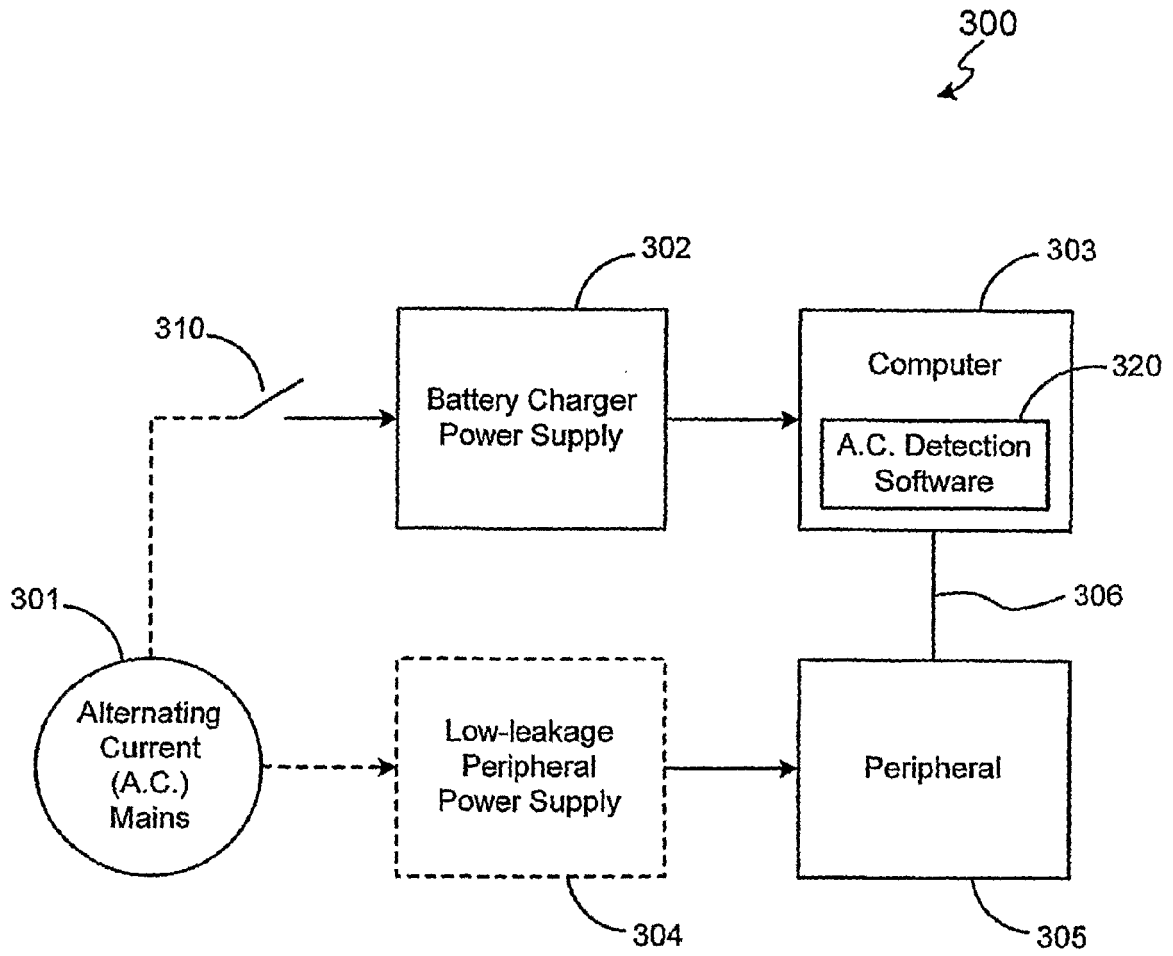 300
302
303
310
Computer
320
Battery Charger
Power Supply
A.C. Detection
Software
301
306
Alternating
Current
(A.C.)
Mains
Low-leakage
Peripheral
Power Supply
Peripheral
304
305